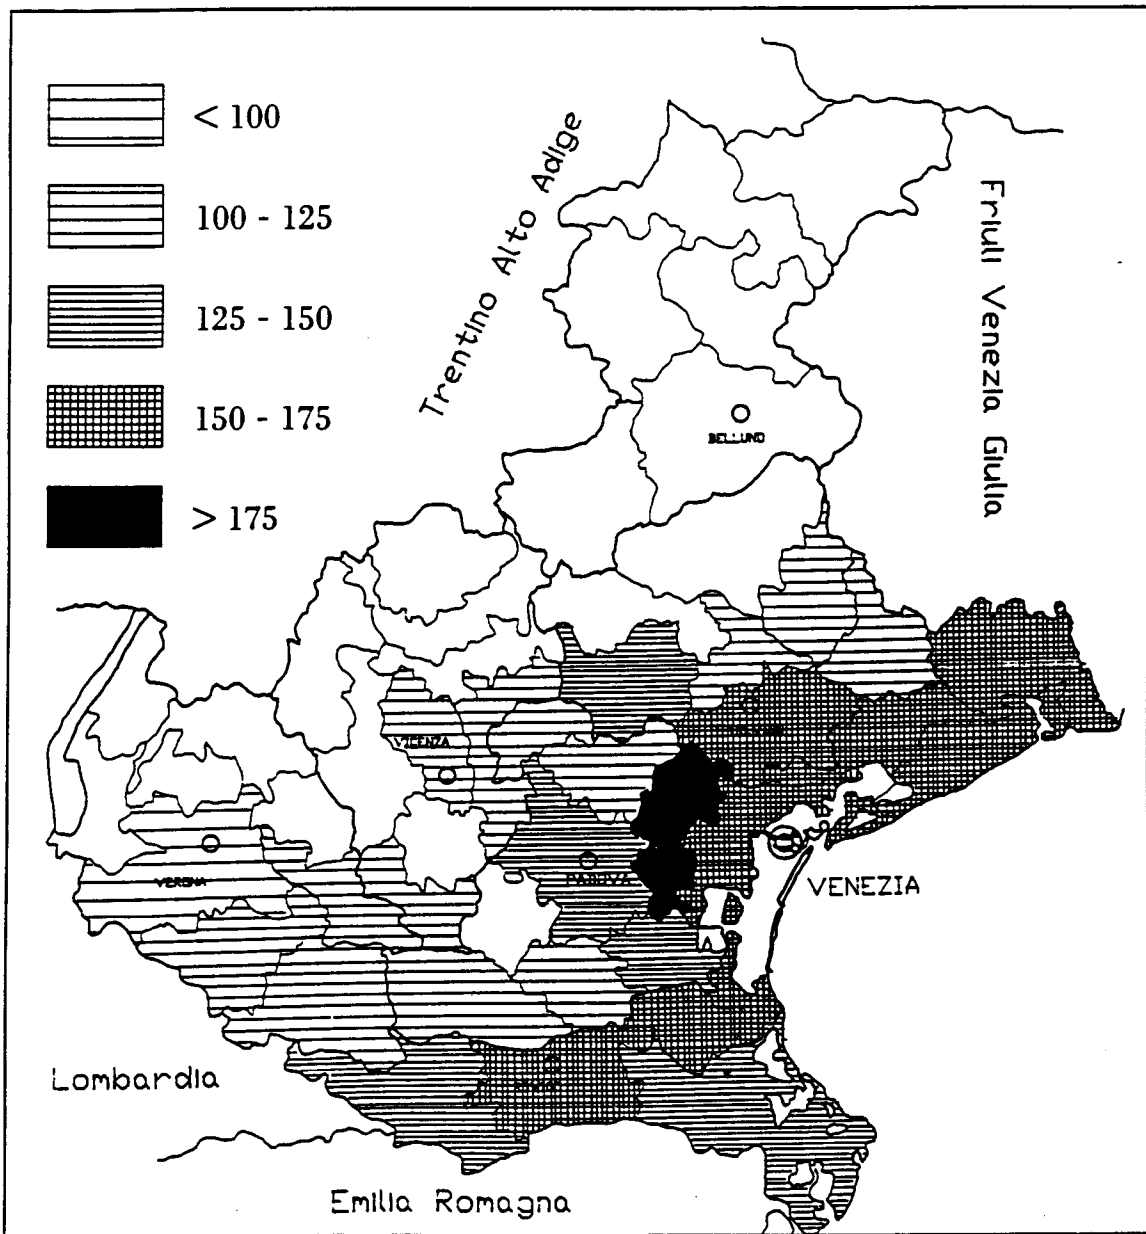 < 100
100 - 125
125 - 150
150 - 175
> 175
Trentino Alto Adige
Friuli Venezia Giulia
BELLUNO
VICENZA
VERONA
PADOVA
VENEZIA
Lombardia
Emilia Romagna